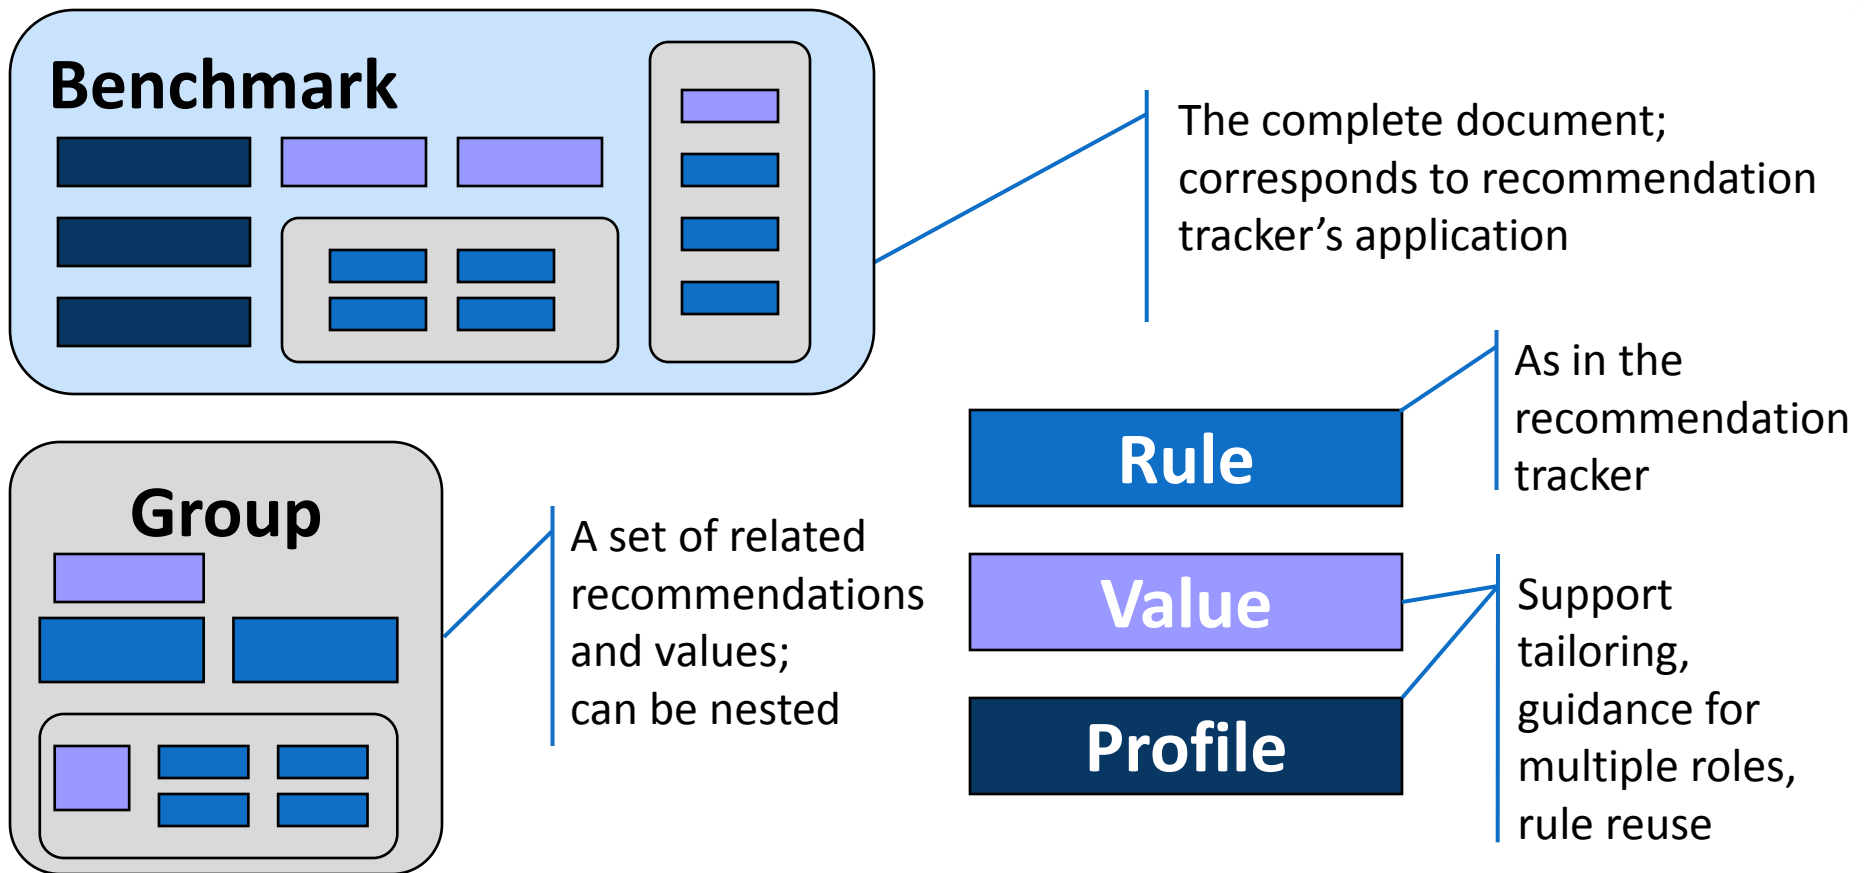 Benchmark
The complete document;
corresponds to recommendation
tracker’s application
As in the
recommendation
tracker
Rule
Group
A set of related
recommendations
and values;
can be nested
Value
Support
tailoring,
guidance for
multiple roles,
rule reuse
Profile